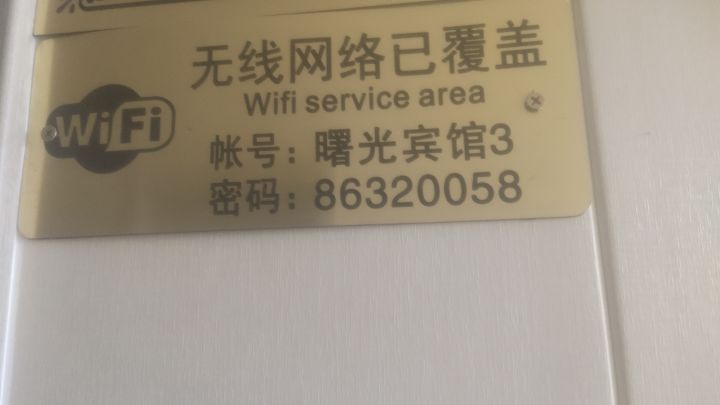 无线网络已覆盖
Wifi service area
WiFi
帐号：曙光宾馆3
密码：86320058